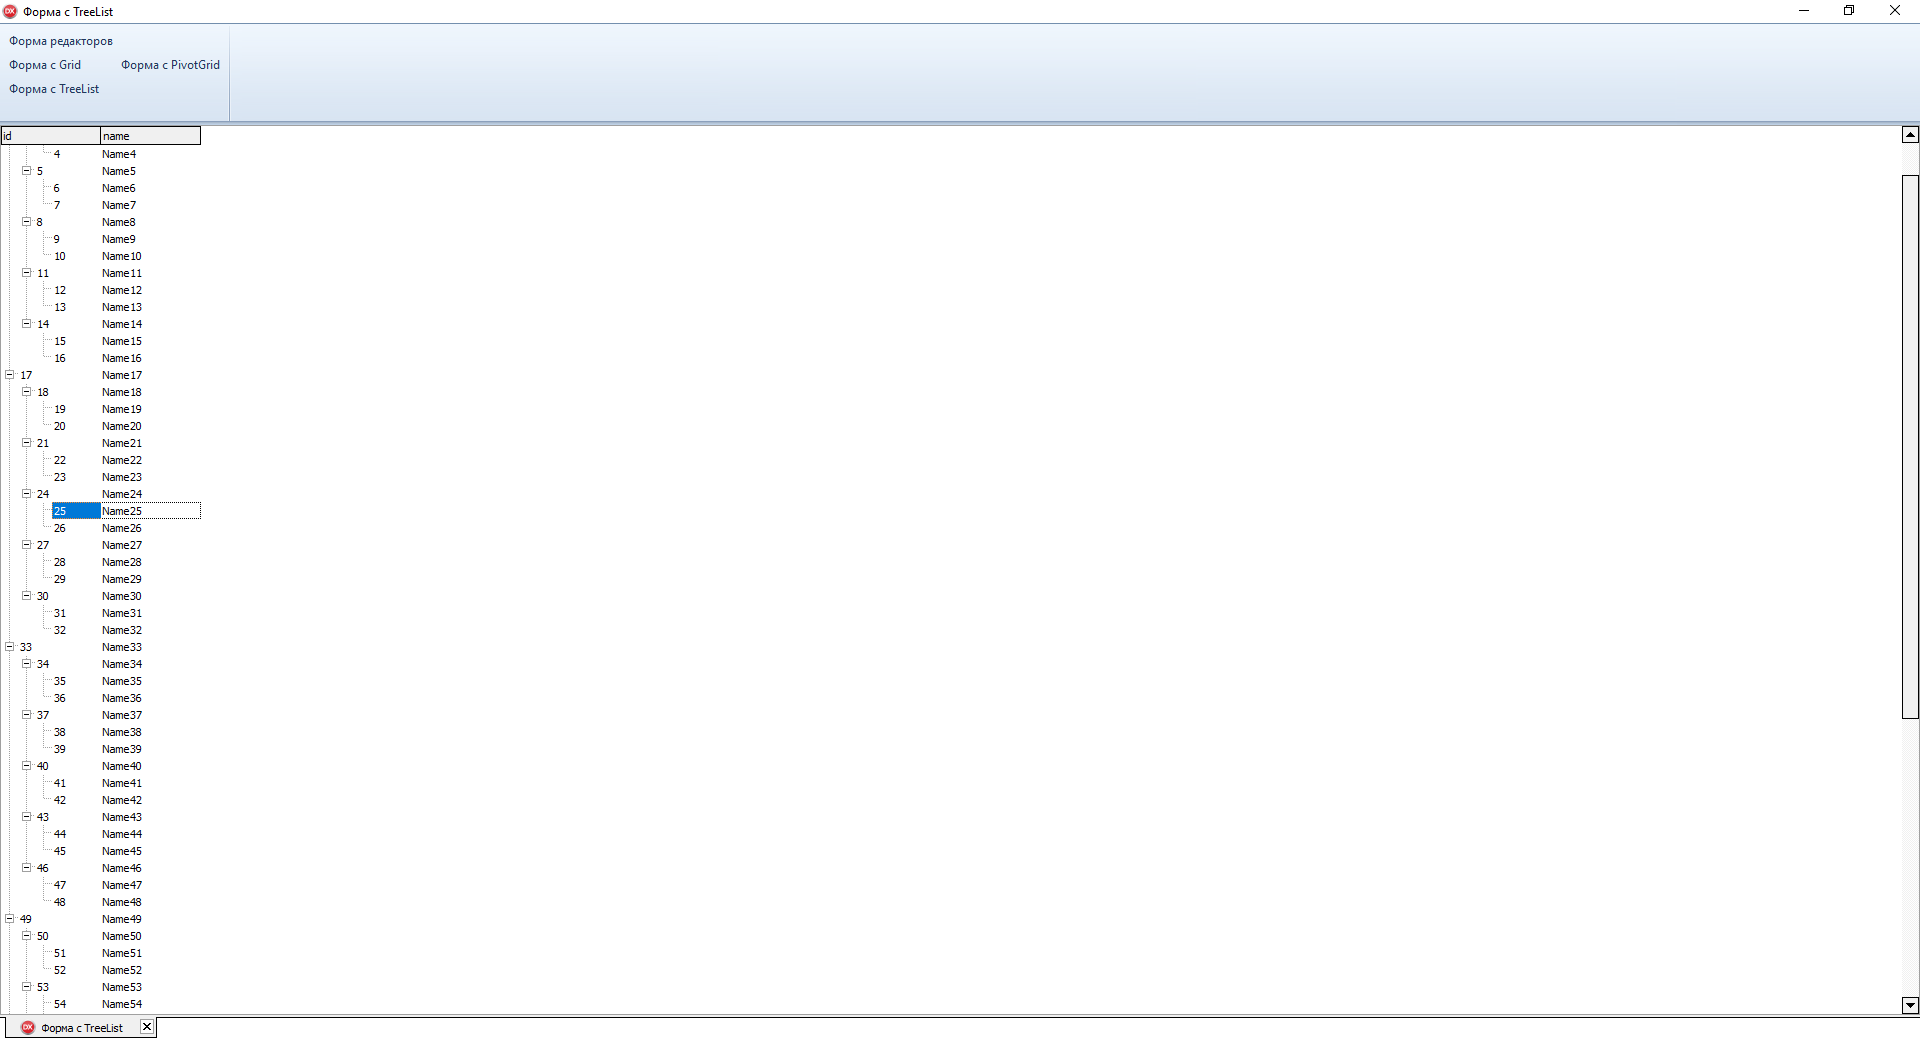 Форма с TreeList
Форма редакторов
Форма с Grid Форма с PivotGrid
Форма с TreeList
id name
4 Name4
5 Name5
6 Name6
7 Name7
8 Name8
9 Name9
10 Name10
11 Name11
12 Name12
13 Name13
14 Name14
15 Name15
16 Name16
17 Name17
18 Name18
19 Name19
20 Name20
21 Name21
22 Name22
23 Name23
24 Name24
25 Name25
26 Name26
27 Name27
28 Name28
29 Name29
30 Name30
31 Name31
32 Name32
33 Name33
34 Name34
35 Name35
36 Name36
37 Name37
38 Name38
39 Name39
40 Name40
41 Name41
42 Name42
43 Name43
44 Name44
45 Name45
46 Name46
47 Name47
48 Name48
49 Name49
50 Name50
51 Name51
52 Name52
53 Name53
54 Name54
DX Форма с TreeList